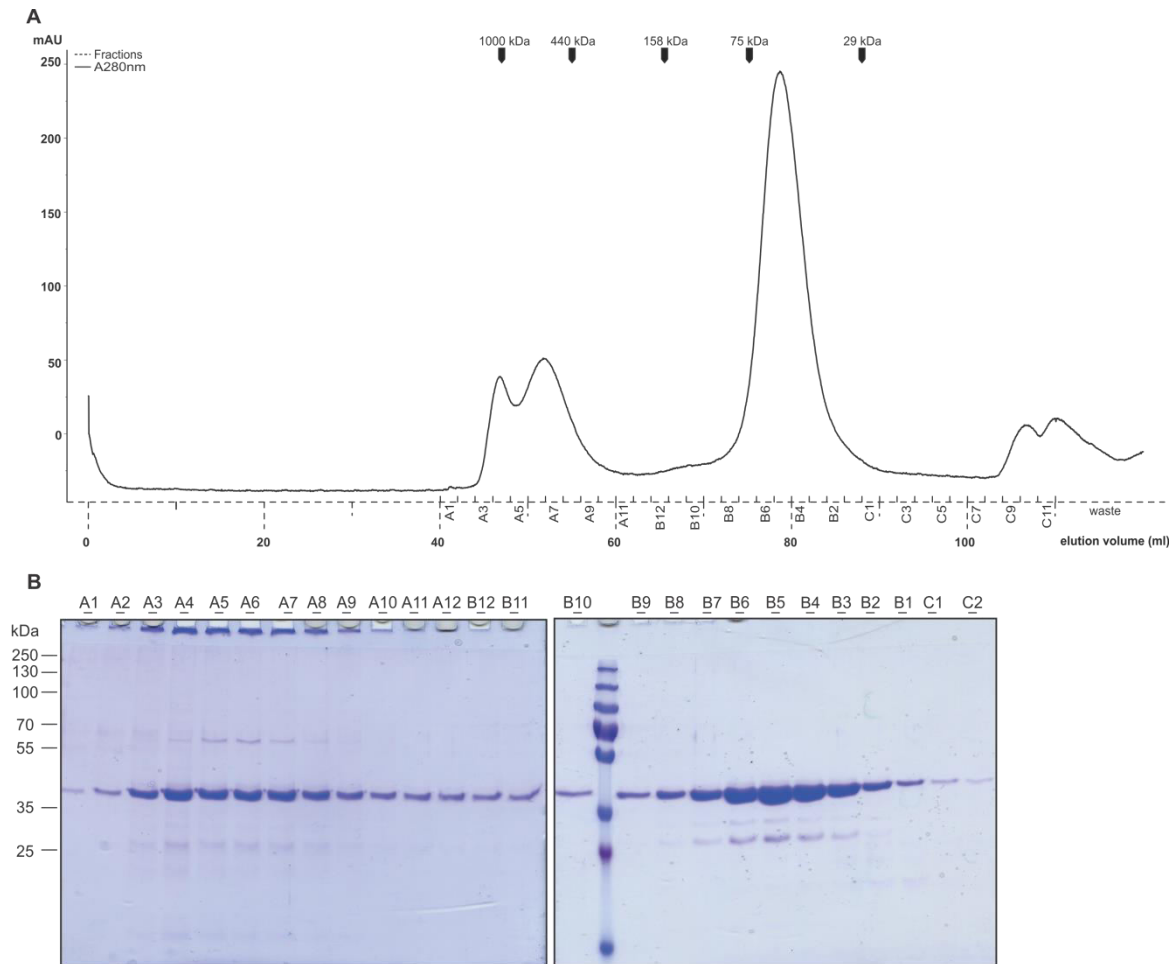 A
mAU
1000 kDa 440 kDa 158 kDa 75 kDa 29 kDa
Fractions
A280nm
250
200
150
100
50
0
A1 A3 A5 A7 A9 A11 B12 B10 B8 B6 B4 B2 C1 C3 C5 C7 C9 C11 waste
0 20 40 60 80 100 elution volume (ml)
B
A1 A2 A3 A4 A5 A6 A7 A8 A9 A10 A11 A12 B12 B11 B10 B9 B8 B7 B6 B5 B4 B3 B2 B1 C1 C2
kDa
250
130
100
70
55
35
25